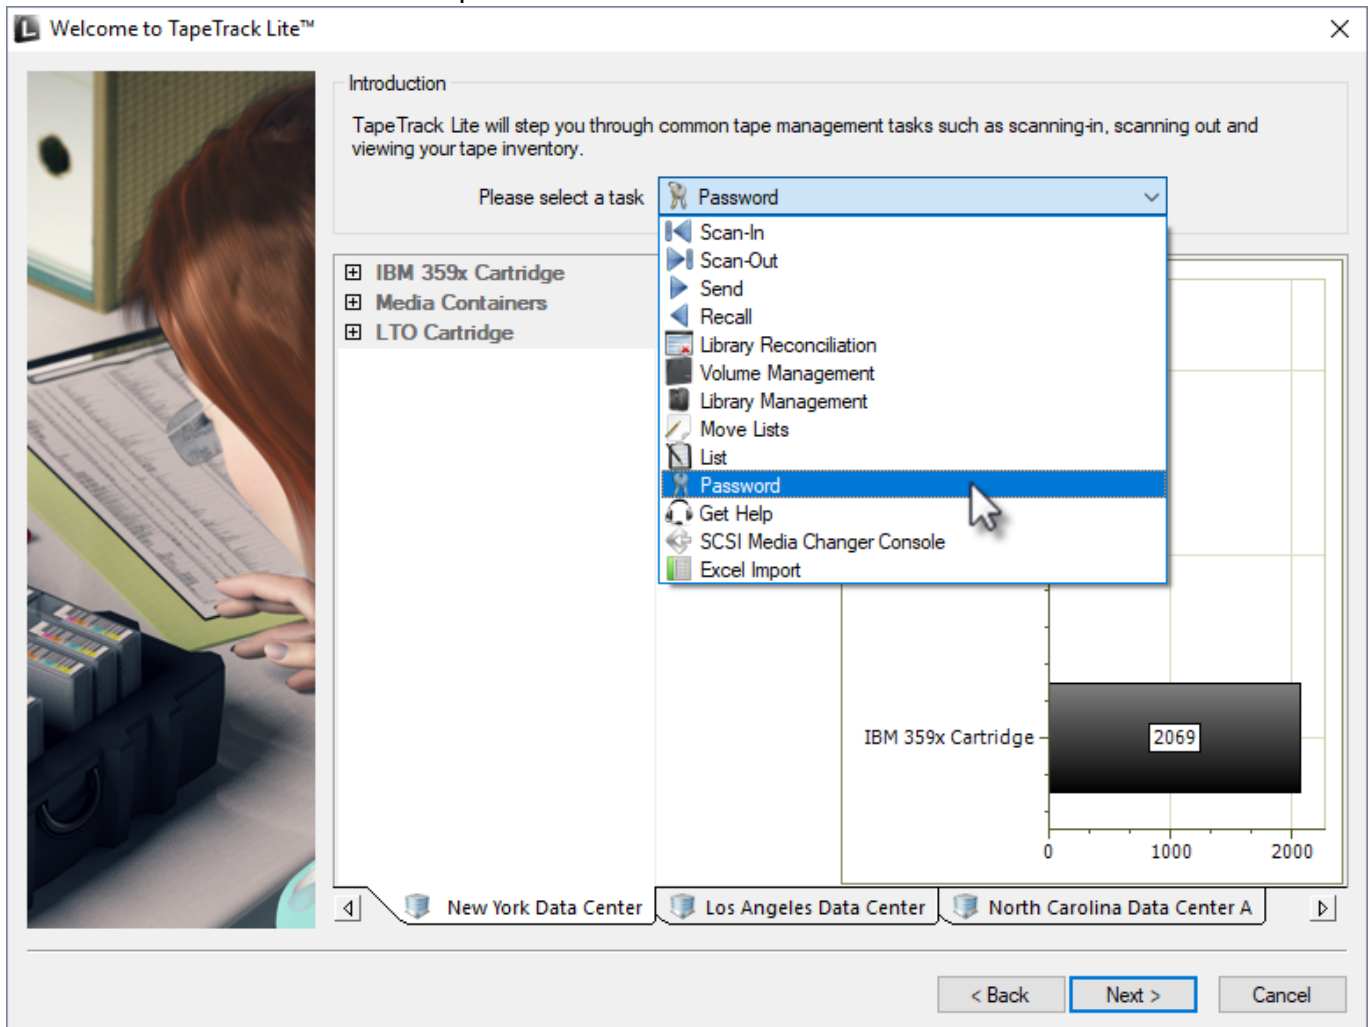 Welcome to TapeTrack Lite™
Introduction
TapeTrack Lite will step you through common tape management tasks such as scanning-in, scanning out and
viewing your tape inventory.
Please select a task
Password
Scan-In
Scan-Out
Send
Recall
Library Reconciliation
Volume Management
Library Management
Move Lists
List
Password
Get Help
SCSI Media Changer Console
Excel Import
IBM 359x Cartridge
Media Containers
LTO Cartridge
IBM 359x Cartridge
2069
0 1000 2000
New York Data Center Los Angeles Data Center North Carolina Data Center A
< Back Next > Cancel